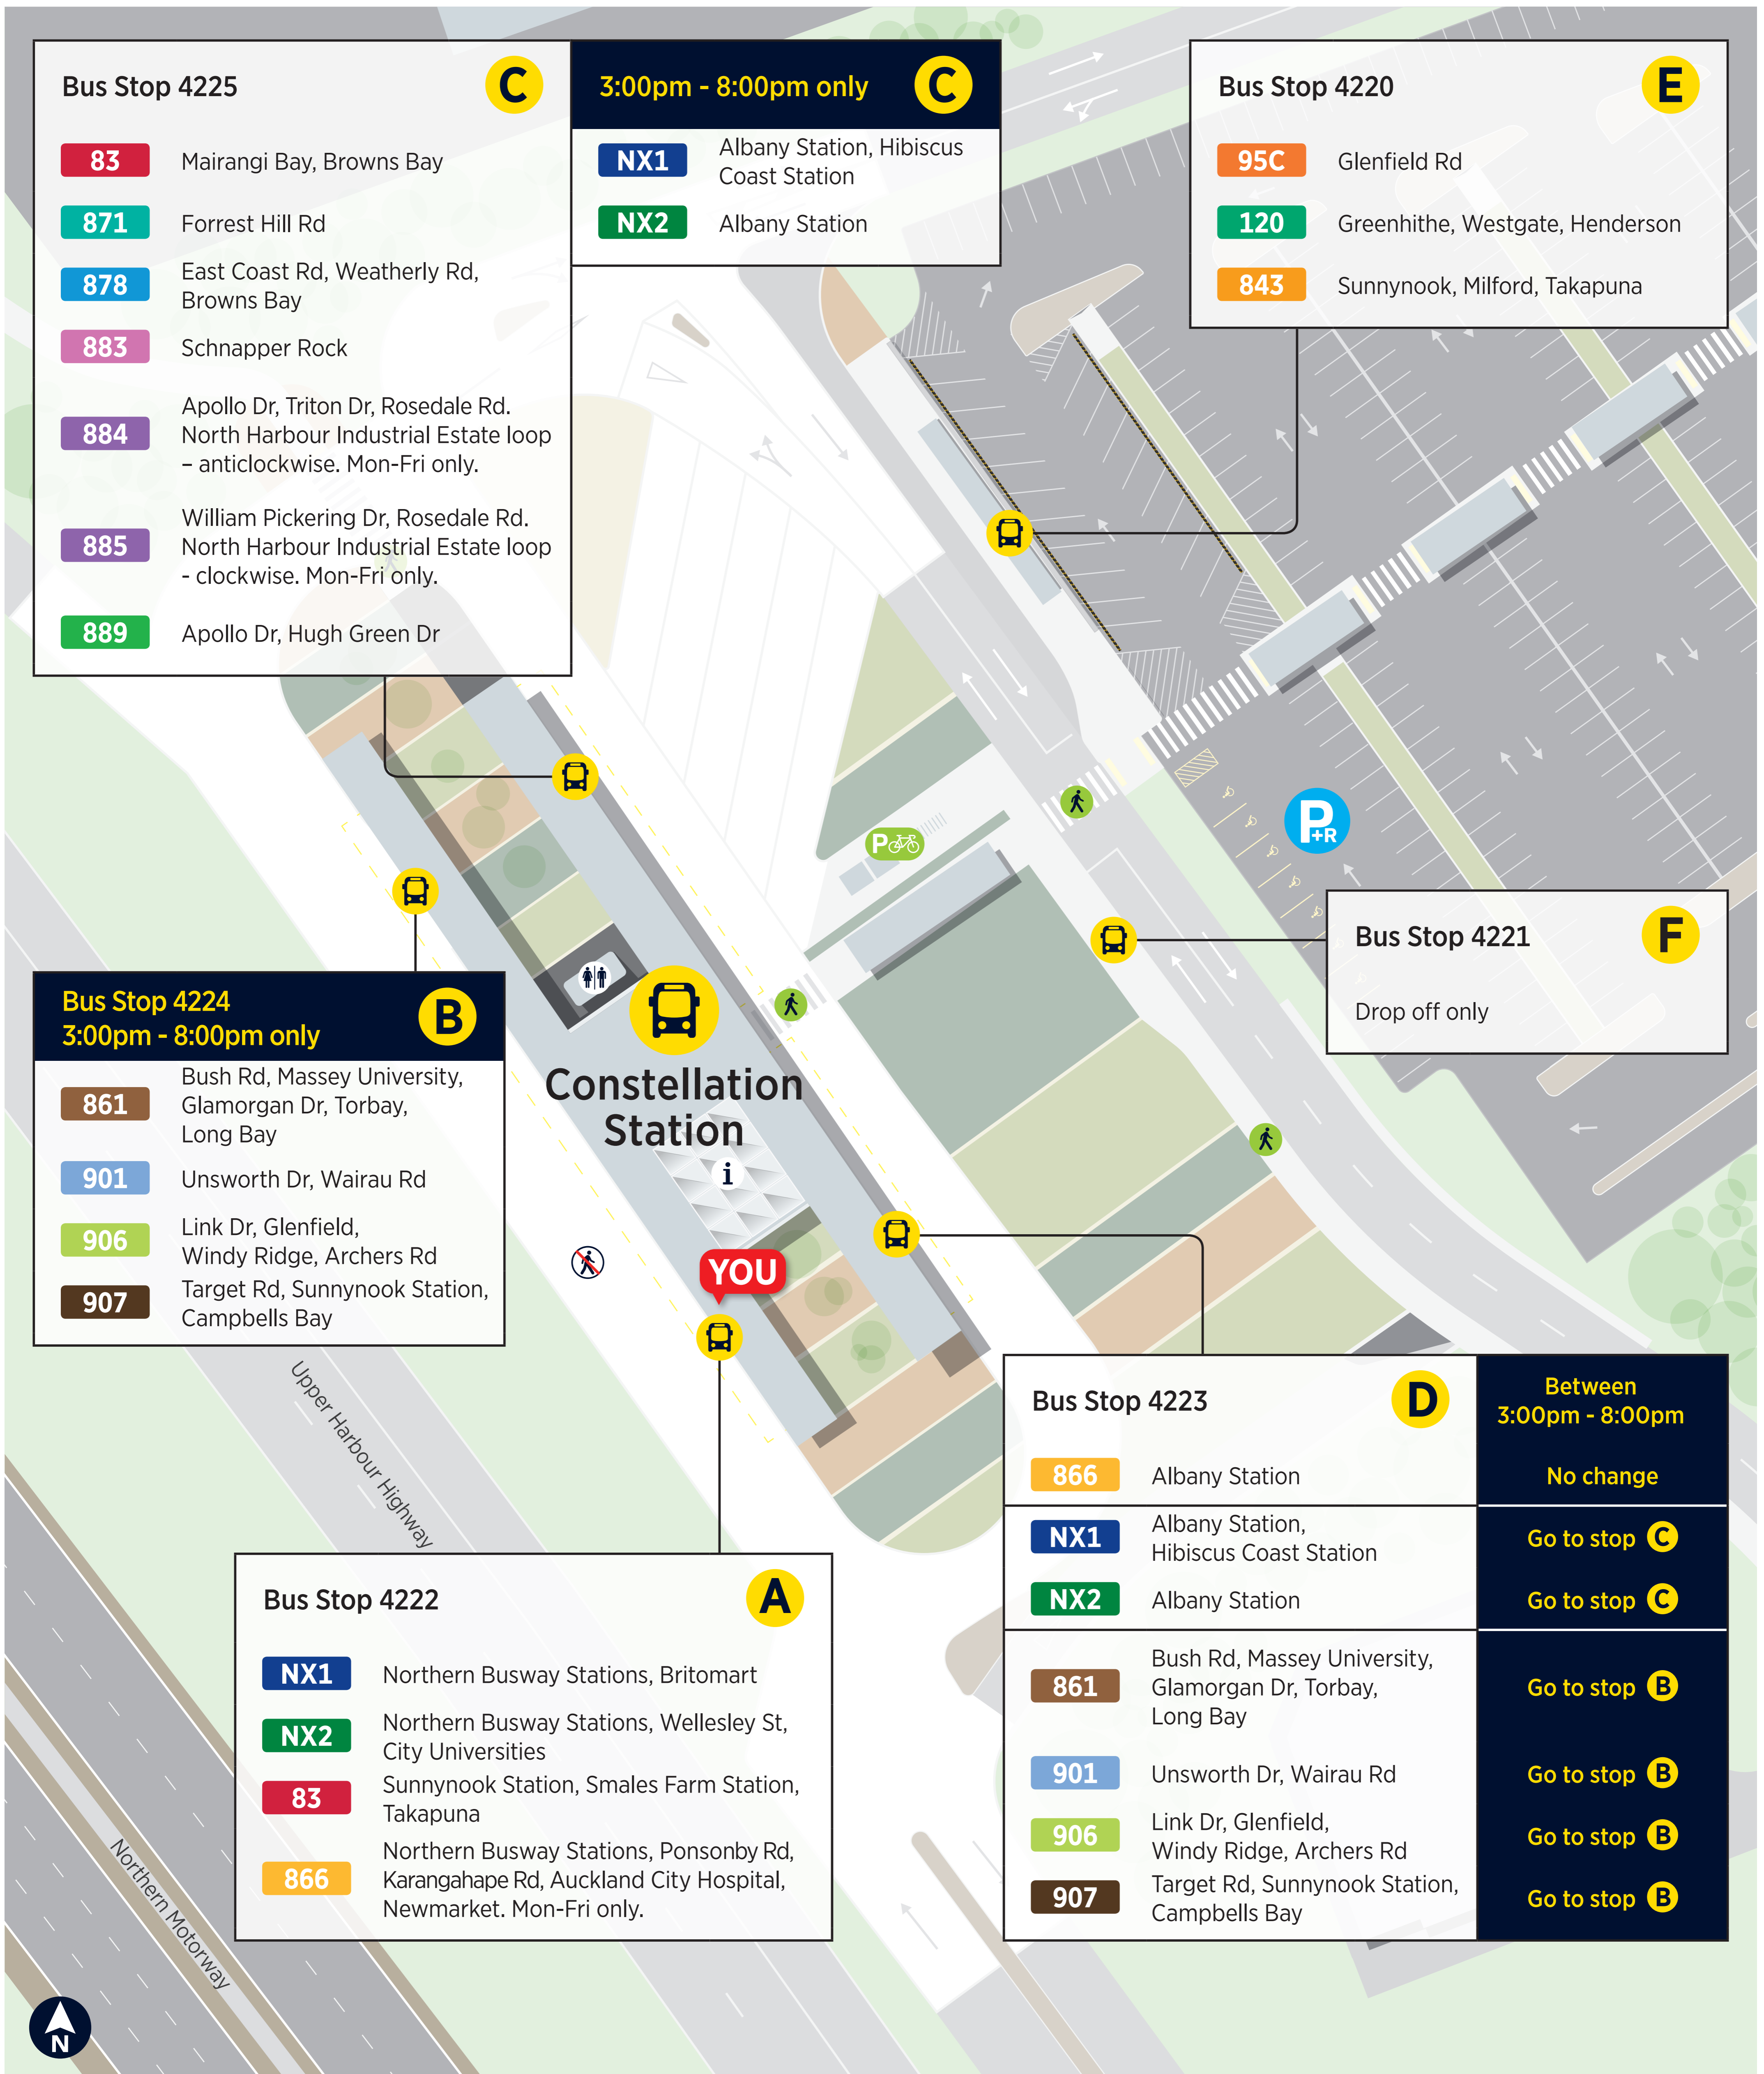 Bus Stop 4225
C
83
Mairangi Bay, Browns Bay
871
Forrest Hill Rd
878
East Coast Rd, Weatherly Rd,
Browns Bay
883
Schnapper Rock
884
Apollo Dr, Triton Dr, Rosedale Rd.
North Harbour Industrial Estate loop
– anticlockwise. Mon-Fri only.
885
William Pickering Dr, Rosedale Rd.
North Harbour Industrial Estate loop
- clockwise. Mon-Fri only.
889
Apollo Dr, Hugh Green Dr
3:00pm - 8:00pm only
C
NX1
Albany Station, Hibiscus
Coast Station
NX2
Albany Station
Bus Stop 4220
E
95C
Glenfield Rd
120
Greenhithe, Westgate, Henderson
843
Sunnynook, Milford, Takapuna
P
P+R
Bus Stop 4221
F
Drop off only
Bus Stop 4224
3:00pm - 8:00pm only
B
861
Bush Rd, Massey University,
Glamorgan Dr, Torbay,
Long Bay
901
Unsworth Dr, Wairau Rd
906
Link Dr, Glenfield,
Windy Ridge, Archers Rd
907
Target Rd, Sunnynook Station,
Campbells Bay
Constellation
Station
i
YOU
Upper Harbour Highway
Northern Motorway
Bus Stop 4222
A
NX1
Northern Busway Stations, Britomart
NX2
Northern Busway Stations, Wellesley St,
City Universities
83
Sunnynook Station, Smales Farm Station,
Takapuna
866
Northern Busway Stations, Ponsonby Rd,
Karangahape Rd, Auckland City Hospital,
Newmarket. Mon-Fri only.
Bus Stop 4223
D
Between
3:00pm - 8:00pm
866
Albany Station
No change
NX1
Albany Station,
Hibiscus Coast Station
Go to stop C
NX2
Albany Station
Go to stop C
861
Bush Rd, Massey University,
Glamorgan Dr, Torbay,
Long Bay
Go to stop B
901
Unsworth Dr, Wairau Rd
Go to stop B
906
Link Dr, Glenfield,
Windy Ridge, Archers Rd
Go to stop B
907
Target Rd, Sunnynook Station,
Campbells Bay
Go to stop B
N